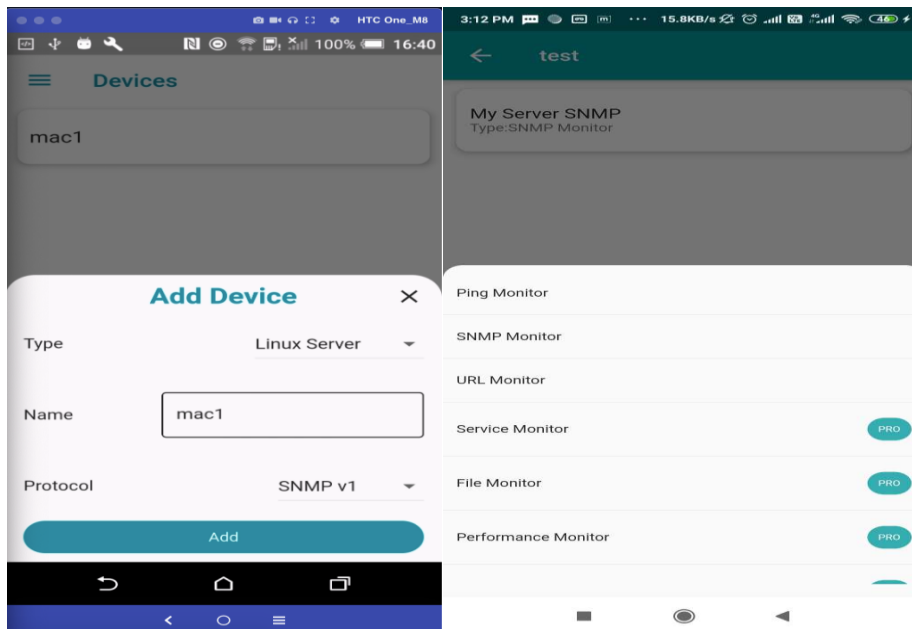 HTC One_M8
100% 16:40
Devices
mac1
Add Device
Type Linux Server
Name mac1
Protocol SNMP v1
Add
3:12 PM ... 15.8KB/s 4G 46
test
My Server SNMP
Type:SNMP Monitor
Ping Monitor
SNMP Monitor
URL Monitor
Service Monitor PRO
File Monitor PRO
Performance Monitor PRO